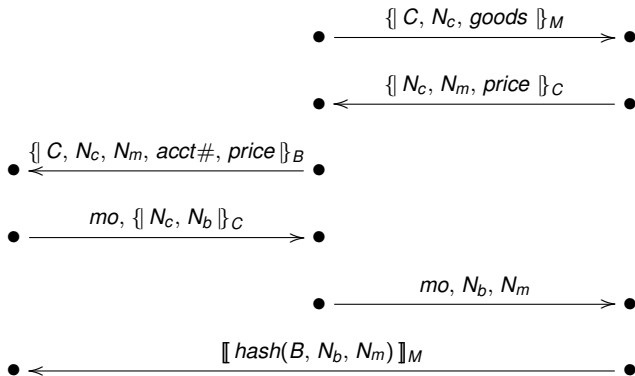 {| C, N_c, goods |}_M
{| N_c, N_m, price |}_C
{| C, N_c, N_m, acct#, price |}_B
mo, {| N_c, N_b |}_C
mo, N_b, N_m
[[ hash(B, N_b, N_m) ]]_M